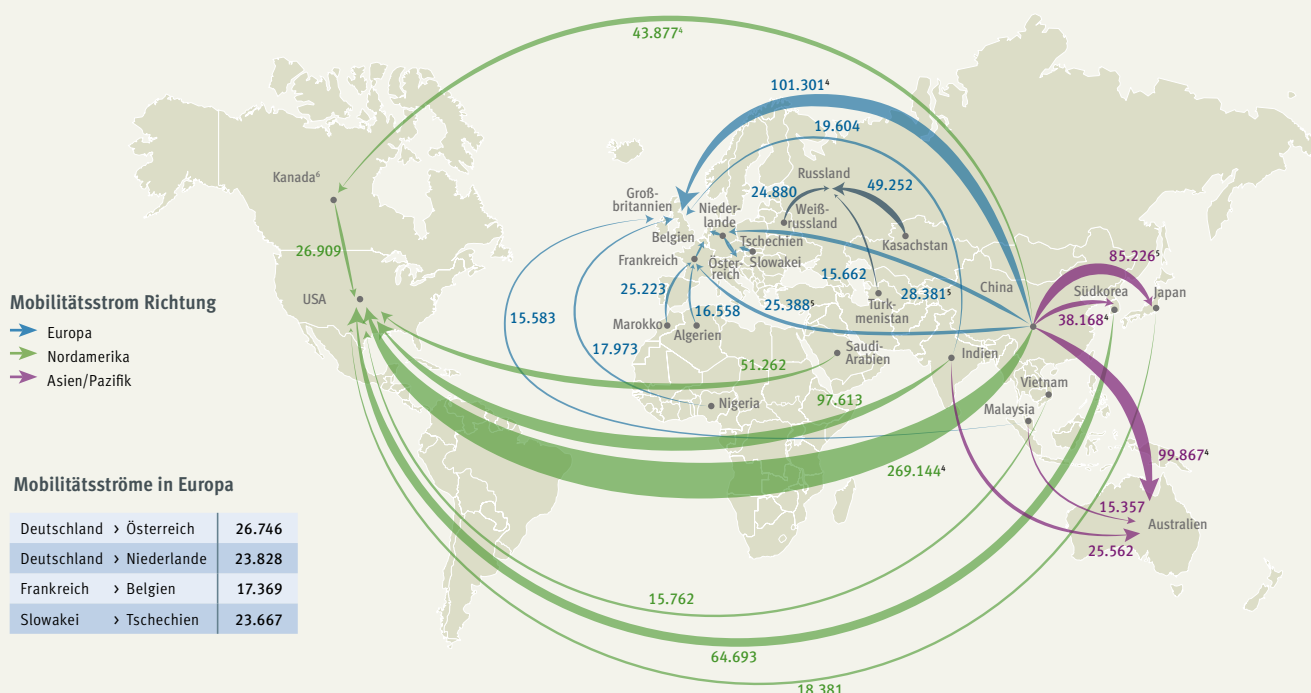 43.877⁴
101.301⁴
19.604
Kanada⁶
Groß-
britannien
Nieder-
lande
Russland
24.880
49.252
Weiß-
russland
Belgien
Tschechien
Kasachstan
26.909
Frankreich
Öster-
reich
Slowakei
85.226⁵
15.662
28.381⁵
China
Südkorea
Japan
USA
25.223
16.558
25.388⁵
Turk-
menistan
38.168⁴
15.583
Marokko
Algerien
17.973
Saudi-
Arabien
Indien
51.262
Vietnam
97.613
Nigeria
Malaysia
269.144⁴
99.867⁴
15.357
Australien
25.562
15.762
64.693
18.381
Mobilitätsstrom Richtung
Europa
Nordamerika
Asien/Pazifik
Mobilitätsströme in Europa
Deutschland › Österreich 26.746
Deutschland › Niederlande 23.828
Frankreich › Belgien 17.369
Slowakei › Tschechien 23.667